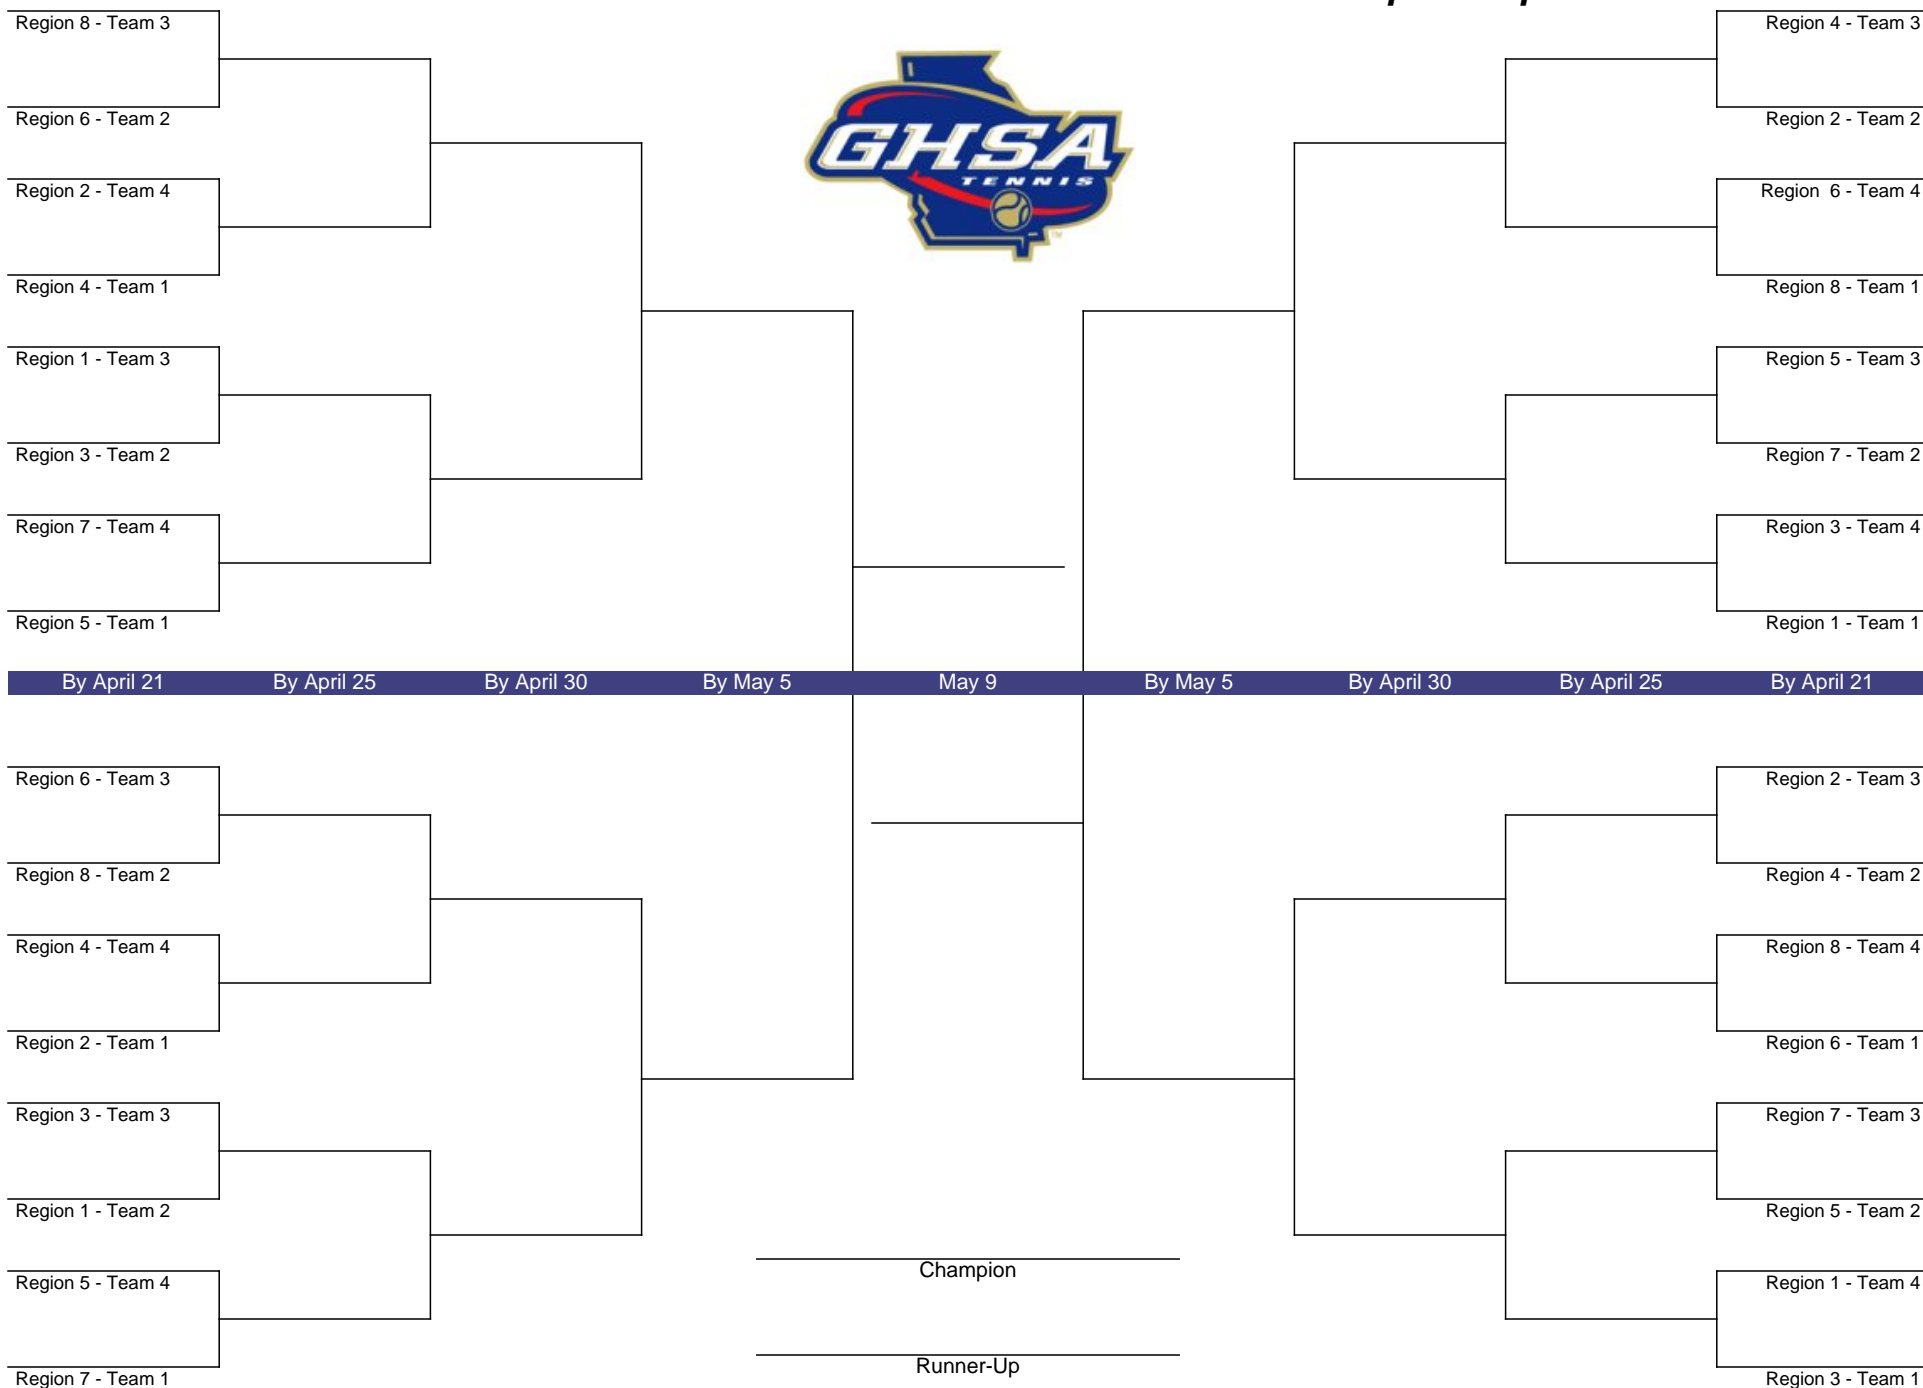 Region 8 - Team 3
Region 4 - Team 3
Region 6 - Team 2
Region 2 - Team 2
GHSA
TENNIS
TM
Region 2 - Team 4
Region  6 - Team 4
Region 4 - Team 1
Region 8 - Team 1
Region 1 - Team 3
Region 5 - Team 3
Region 3 - Team 2
Region 7 - Team 2
Region 7 - Team 4
Region 3 - Team 4
Region 5 - Team 1
Region 1 - Team 1
By April 21 By April 25 By April 30 By May 5 May 9 By May 5 By April 30 By April 25 By April 21
Region 6 - Team 3
Region 2 - Team 3
Region 8 - Team 2
Region 4 - Team 2
Region 4 - Team 4
Region 8 - Team 4
Region 2 - Team 1
Region 6 - Team 1
Region 3 - Team 3
Region 7 - Team 3
Region 1 - Team 2
Region 5 - Team 2
Champion
Region 5 - Team 4
Region 1 - Team 4
Runner-Up
Region 7 - Team 1
Region 3 - Team 1